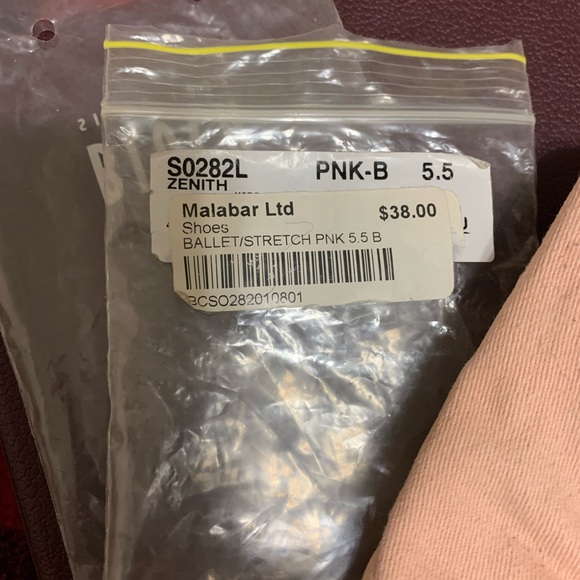 S0282L PNK-B 5.5
ZENITH
Malabar Ltd $38.00
Shoes
BALLET/STRETCH PNK 5.5 B
BCSO282010801